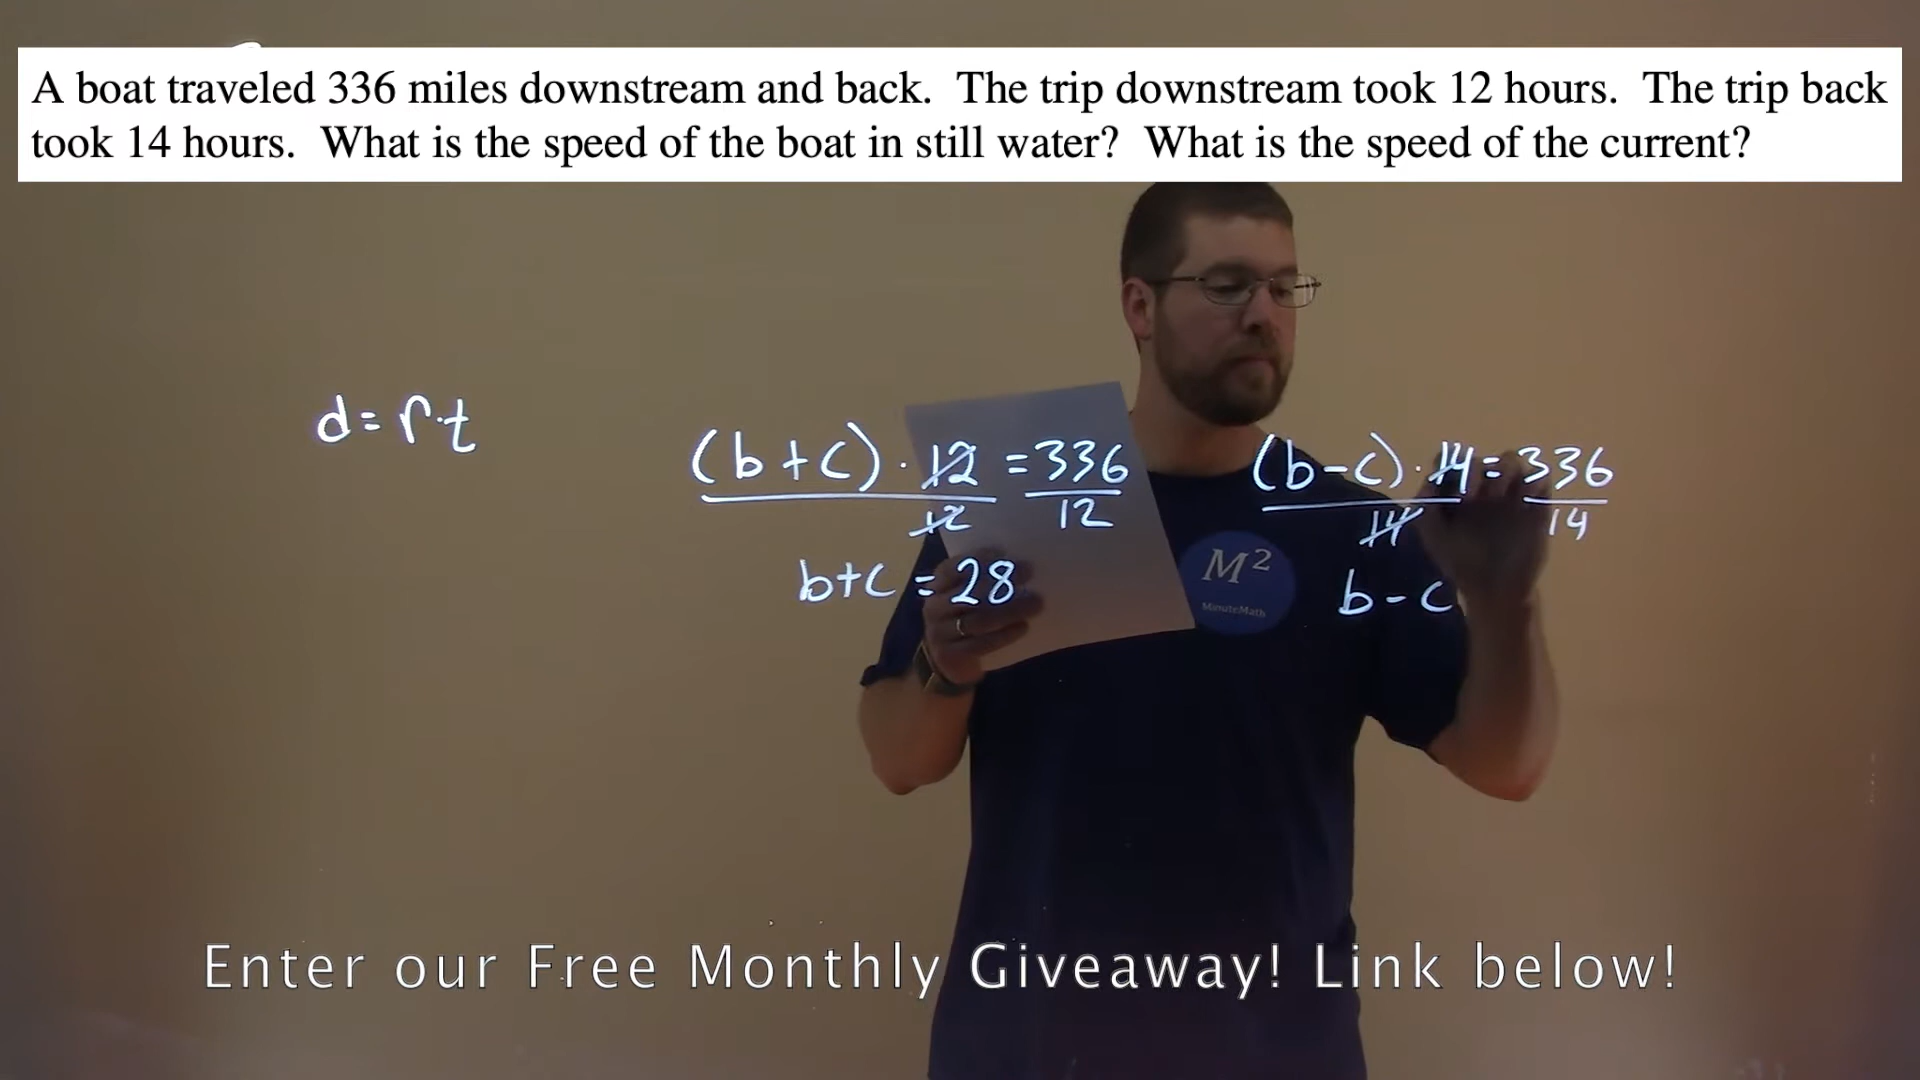 A boat traveled 336 miles downstream and back. The trip downstream took 12 hours. The trip back
took 14 hours. What is the speed of the boat in still water? What is the speed of the current?
d = r·t
(b + c) · 12 = 336
12 12
b + c = 28
(b - c) · 14 = 336
14 14
b - c
M²
MinuteMath
Enter our Free Monthly Giveaway! Link below!